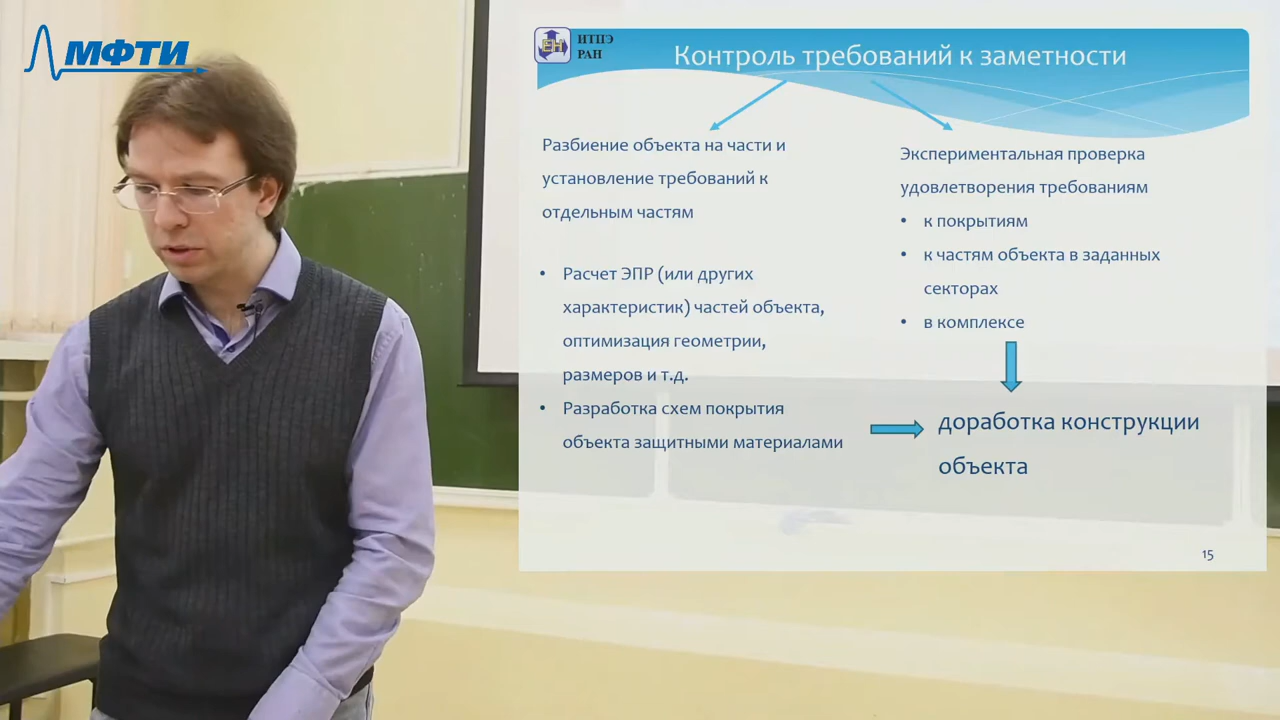 МФТИ
ЕН
ИТПЭ
РАН
Контроль требований к заметности
Разбиение объекта на части и
установление требований к
отдельным частям
• Расчет ЭПР (или других
характеристик) частей объекта,
оптимизация геометрии,
размеров и т.д.
• Разработка схем покрытия
объекта защитными материалами
Экспериментальная проверка
удовлетворения требованиям
• к покрытиям
• к частям объекта в заданных
секторах
• в комплексе
доработка конструкции
объекта
15